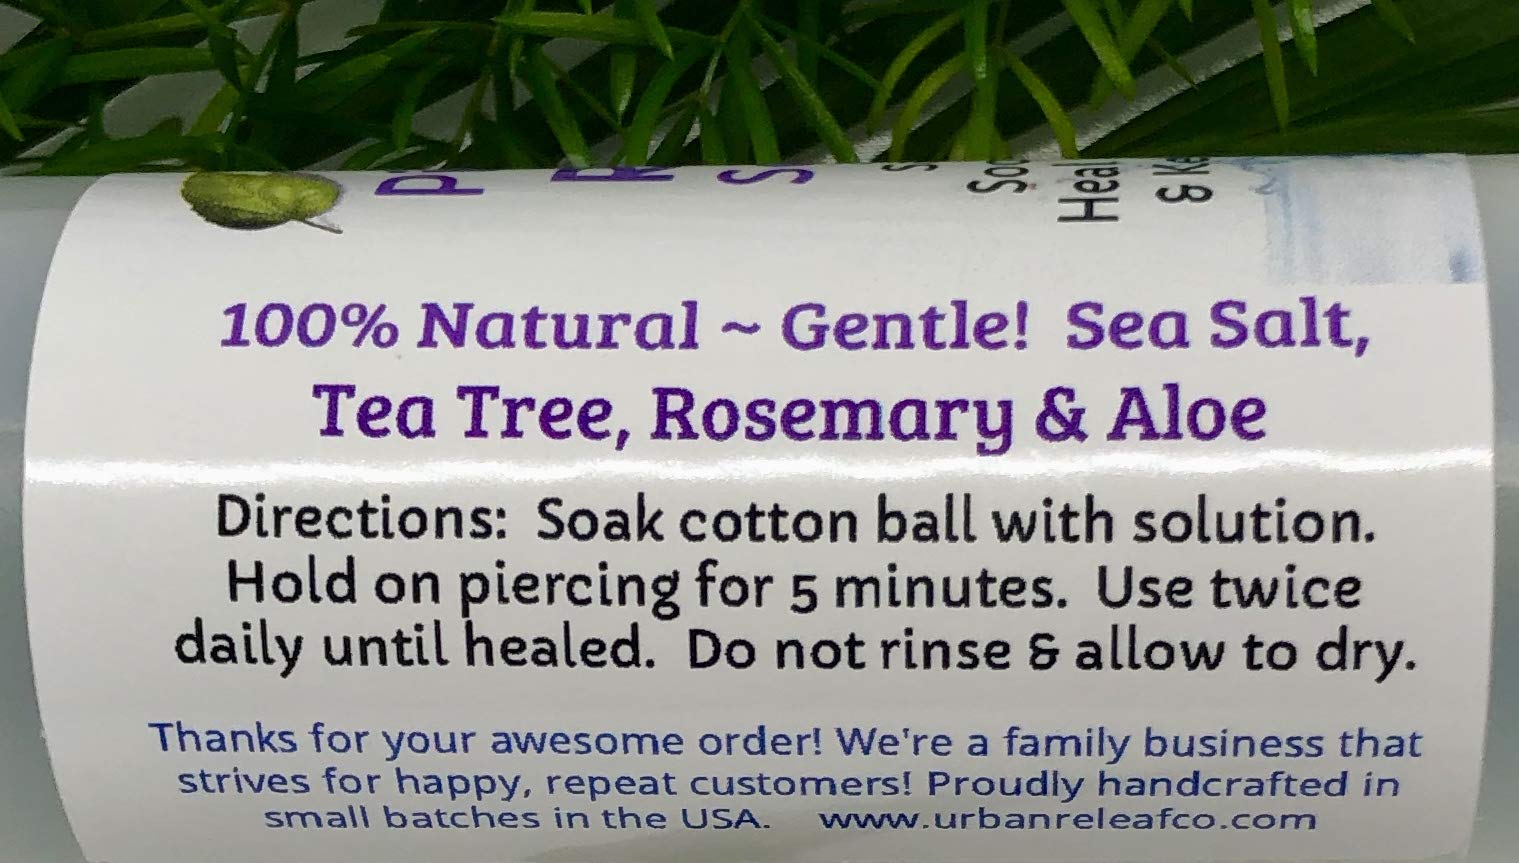 100% Natural ~ Gentle! Sea Salt,
Tea Tree, Rosemary & Aloe
Directions: Soak cotton ball with solution.
Hold on piercing for 5 minutes. Use twice
daily until healed. Do not rinse & allow to dry.
Thanks for your awesome order! We're a family business that
strives for happy, repeat customers! Proudly handcrafted in
small batches in the USA. www.urbanreleafco.com